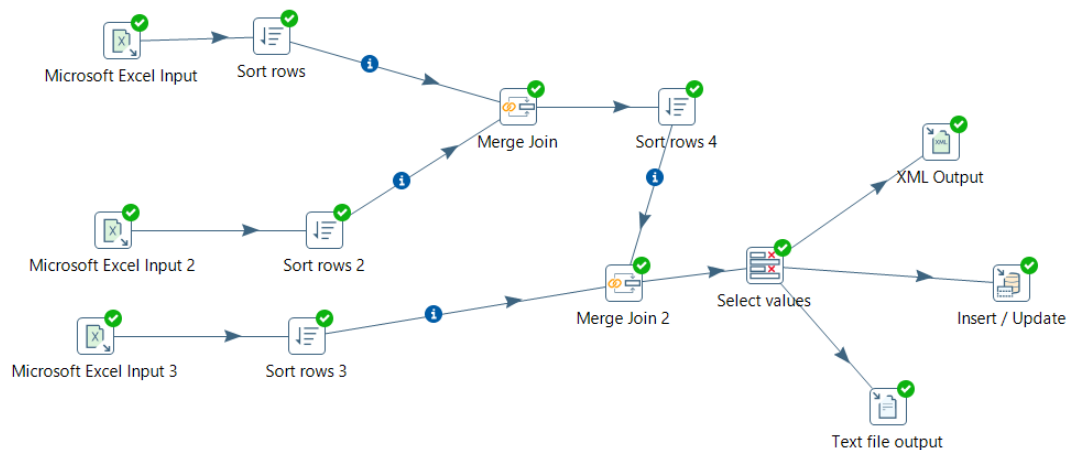 Microsoft Excel Input
Sort rows
Merge Join
Sort rows 4
XML Output
Microsoft Excel Input 2
Sort rows 2
Merge Join 2
Select values
Insert / Update
Microsoft Excel Input 3
Sort rows 3
Text file output